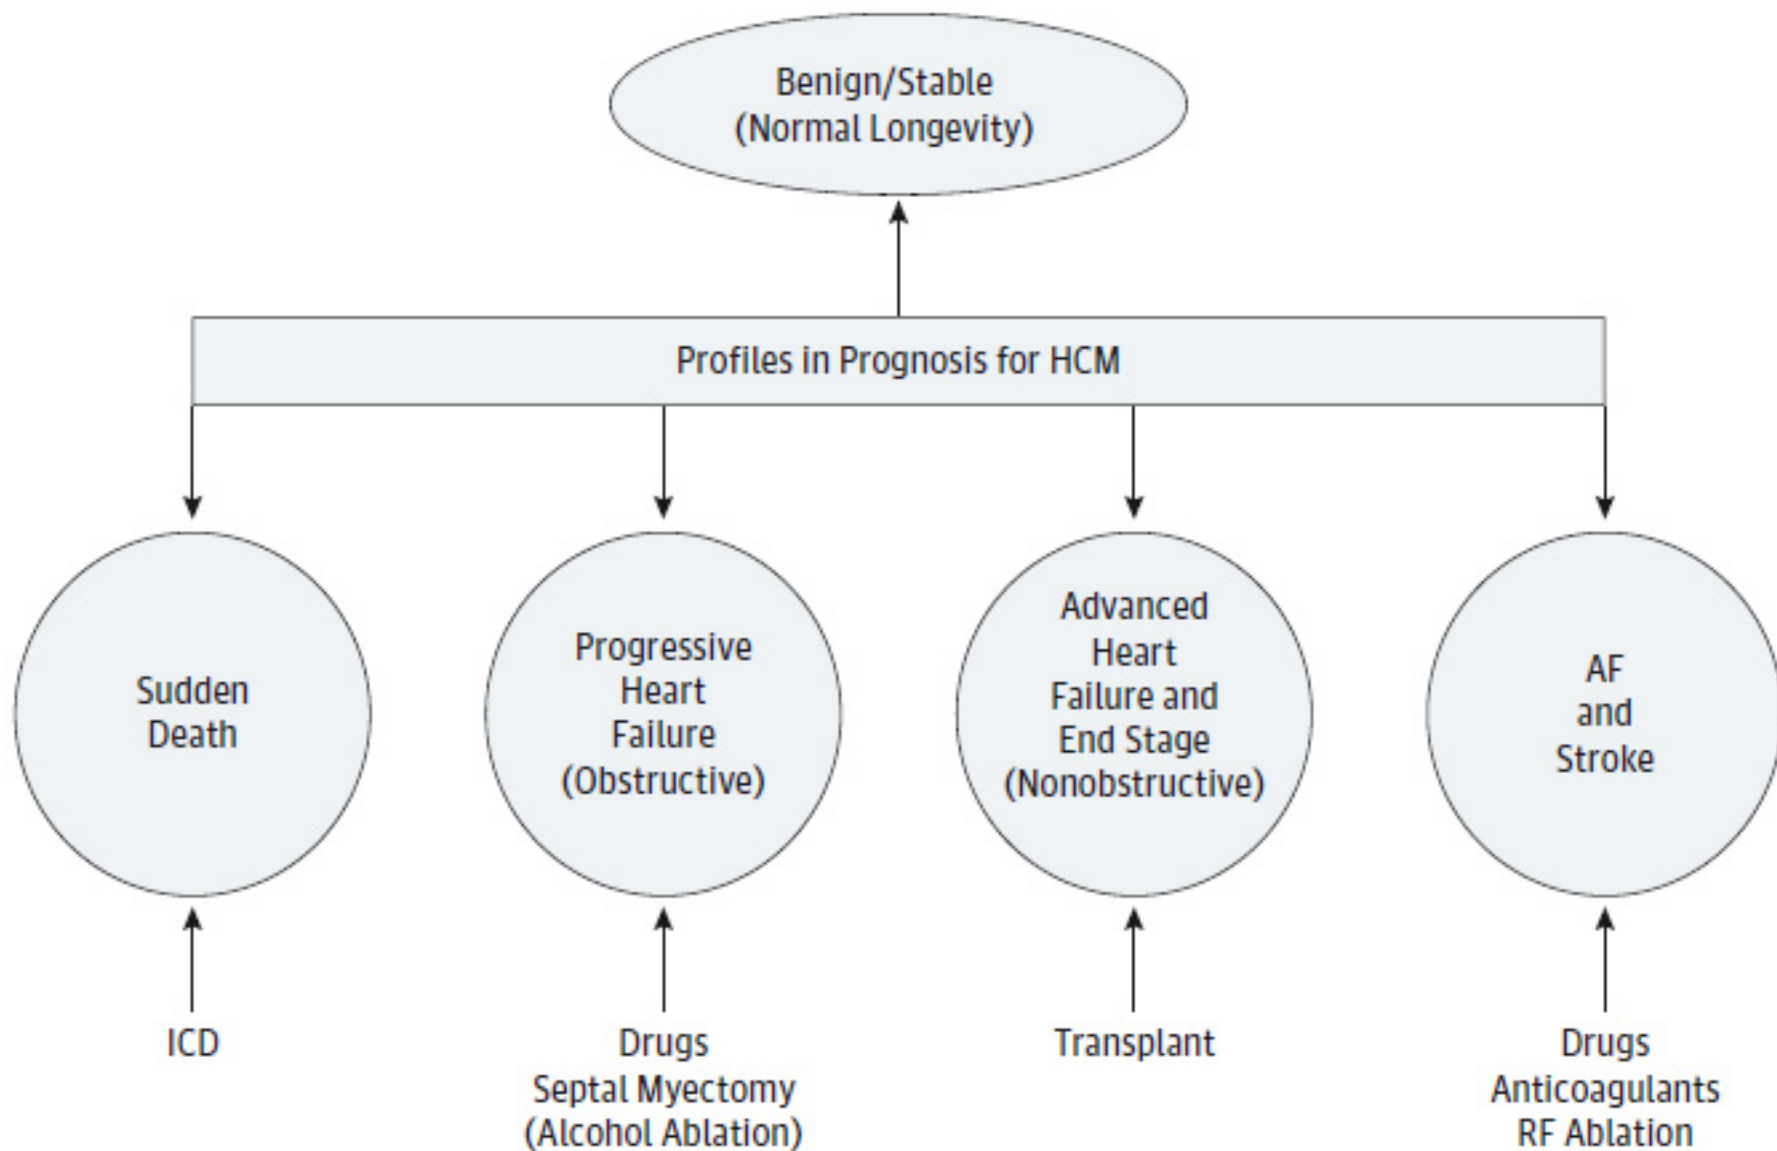 Benign/Stable
(Normal Longevity)
Profiles in Prognosis for HCM
Sudden
Death
Progressive
Heart
Failure
(Obstructive)
Advanced
Heart
Failure and
End Stage
(Nonobstructive)
AF
and
Stroke
ICD
Drugs
Septal Myectomy
(Alcohol Ablation)
Transplant
Drugs
Anticoagulants
RF Ablation